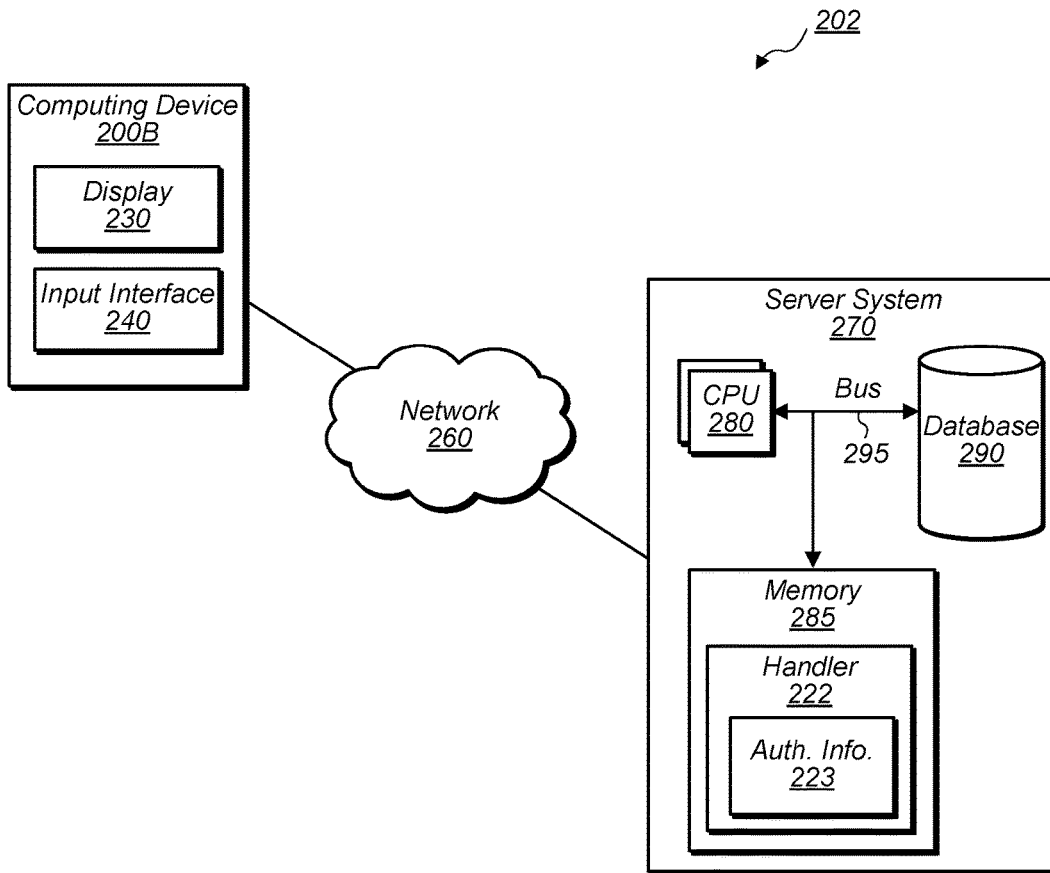 202
Computing Device
200B
Display
230
Input Interface
240
Network
260
Server System
270
CPU
280
Bus
295
Database
290
Memory
285
Handler
222
Auth. Info.
223